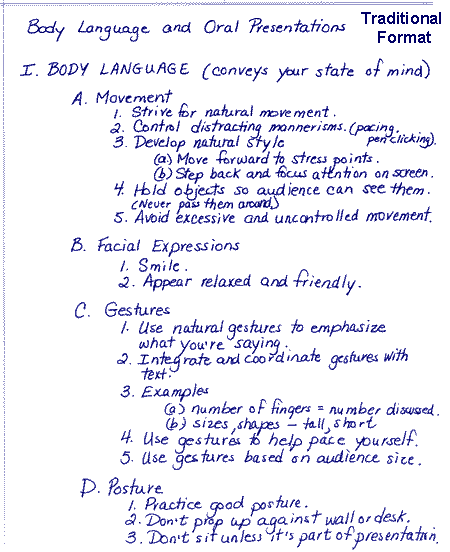 Body Language and Oral Presentations
Traditional
Format
I. BODY LANGUAGE (conveys your state of mind)
A. Movement
1. Strive for natural movement.
2. Control distracting mannerisms. (pacing,
pen clicking).
3. Develop natural style
(a) Move forward to stress points.
(b) Step back and focus attention on screen.
4. Hold objects so audience can see them.
(Never pass them around.)
5. Avoid excessive and uncontrolled movement.
B. Facial Expressions
1. Smile.
2. Appear relaxed and friendly.
C. Gestures
1. Use natural gestures to emphasize
what you're saying.
2. Integrate and coordinate gestures with
text.
3. Examples
(a) number of fingers = number discussed.
(b) sizes, shapes – tall, short
4. Use gestures to help pace yourself.
5. Use gestures based on audience size.
D. Posture
1. Practice good posture.
2. Don't prop up against wall or desk.
3. Don't sit unless it's part of presentation.